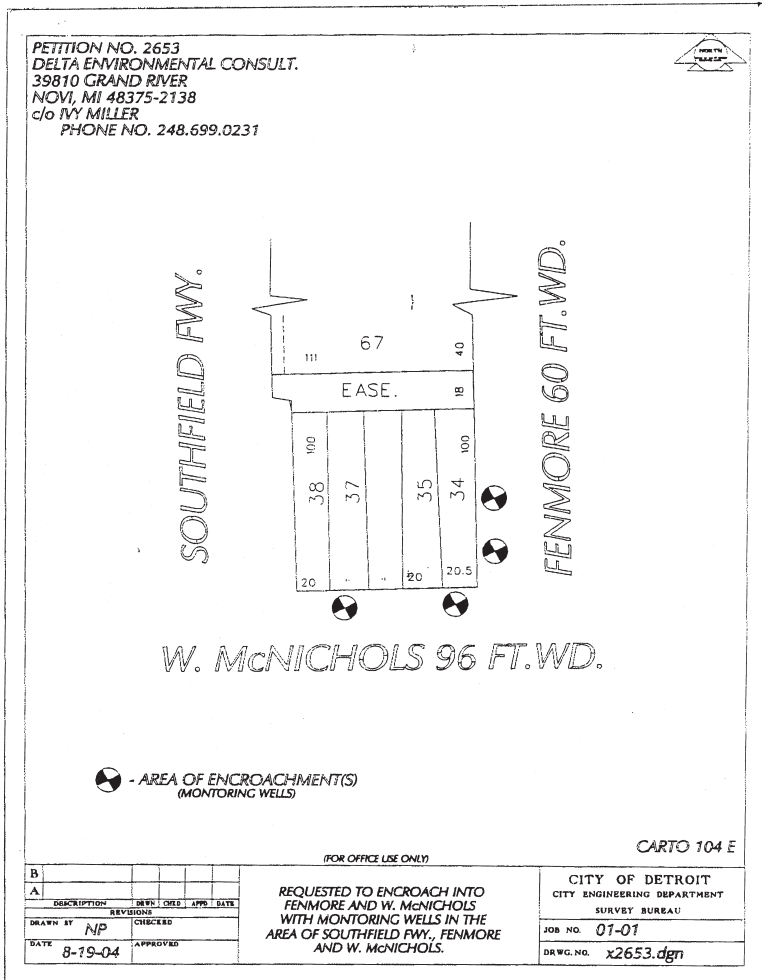 PETITION NO. 2653
DELTA ENVIRONMENTAL CONSULT.
39810 GRAND RIVER
NOVI, MI 48375-2138
c/o IVY MILLER
PHONE NO. 248.699.0231
NORTH
SOUTHFIELD FWY.
FENMORE 60 FT.WD.
67
111
40
EASE.
18
100
100
38
37
35
34
20
"
"
20
20.5
W. McNICHOLS 96 FT.WD.
- AREA OF ENCROACHMENT(S)
(MONTORING WELLS)
CARTO 104 E
(FOR OFFICE USE ONLY)
B
A
DESCRIPTION DRWN CHKD APPD DATE
REVISIONS
DRAWN BY NP
CHECKED
DATE 8-19-04
APPROVED
REQUESTED TO ENCROACH INTO
FENMORE AND W. McNICHOLS
WITH MONTORING WELLS IN THE
AREA OF SOUTHFIELD FWY., FENMORE
AND W. McNICHOLS.
CITY OF DETROIT
CITY ENGINEERING DEPARTMENT
SURVEY BUREAU
JOB NO. 01-01
DRWG. NO. x2653.dgn